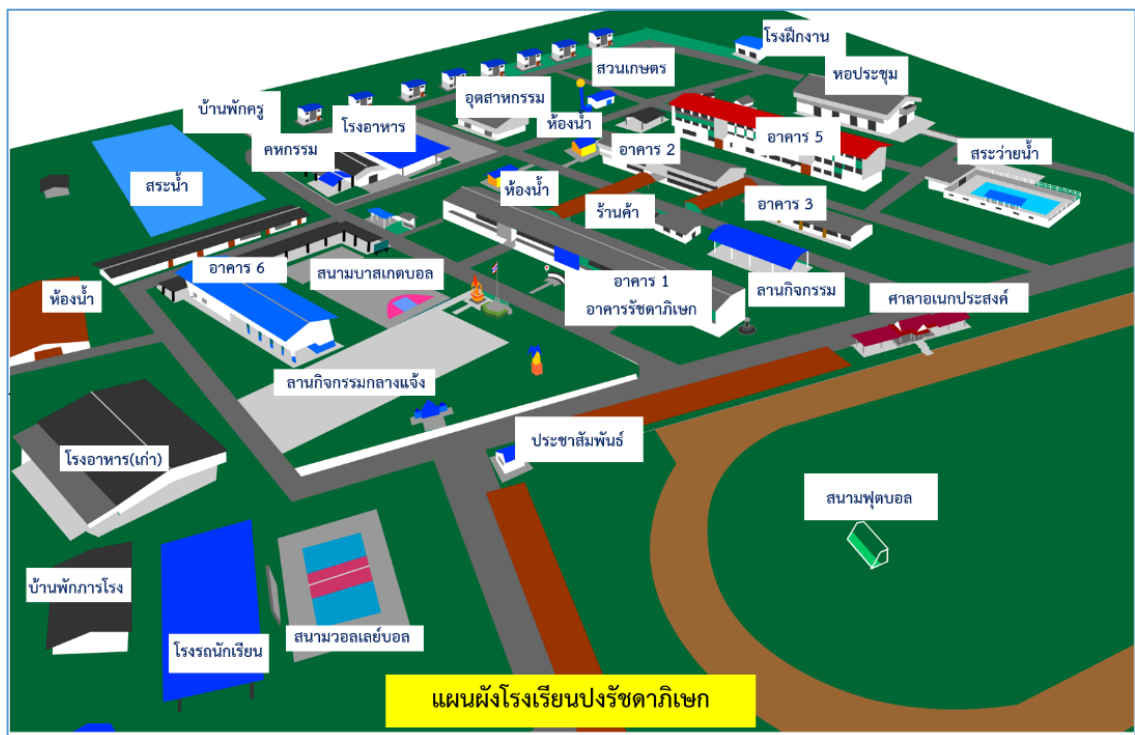 โรงฝึกงาน
หอประชุม
สวนเกษตร
อุตสาหกรรม
บ้านพักครู
โรงอาหาร
ห้องน้ำ
อาคาร 5
คหกรรม
อาคาร 2
สระว่ายน้ำ
สระน้ำ
ห้องน้ำ
อาคาร 3
ร้านค้า
อาคาร 6
สนามบาสเกตบอล
อาคาร 1
อาคารรัชดาภิเษก
ลานกิจกรรม
ห้องน้ำ
ศาลาอเนกประสงค์
ลานกิจกรรมกลางแจ้ง
ประชาสัมพันธ์
โรงอาหาร(เก่า)
สนามฟุตบอล
บ้านพักภารโรง
สนามวอลเลย์บอล
โรงรถนักเรียน
แผนผังโรงเรียนปงรัชดาภิเษก